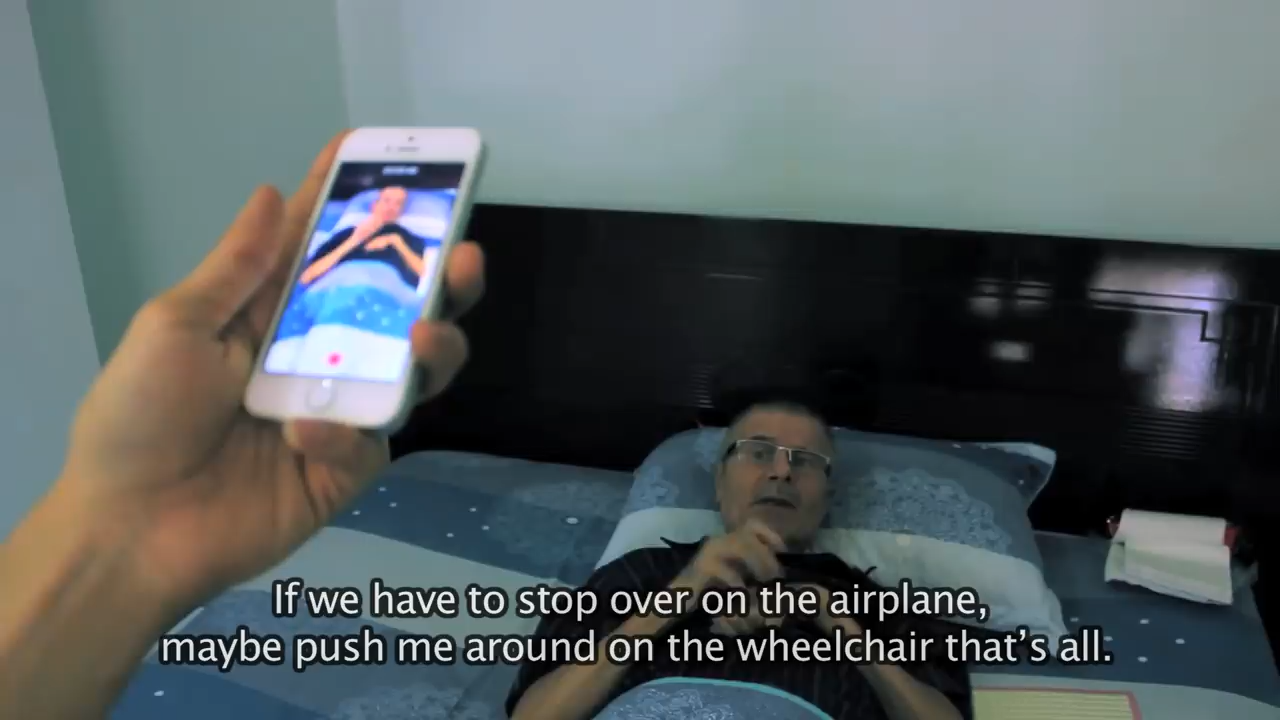 If we have to stop over on the airplane,
maybe push me around on the wheelchair that's all.